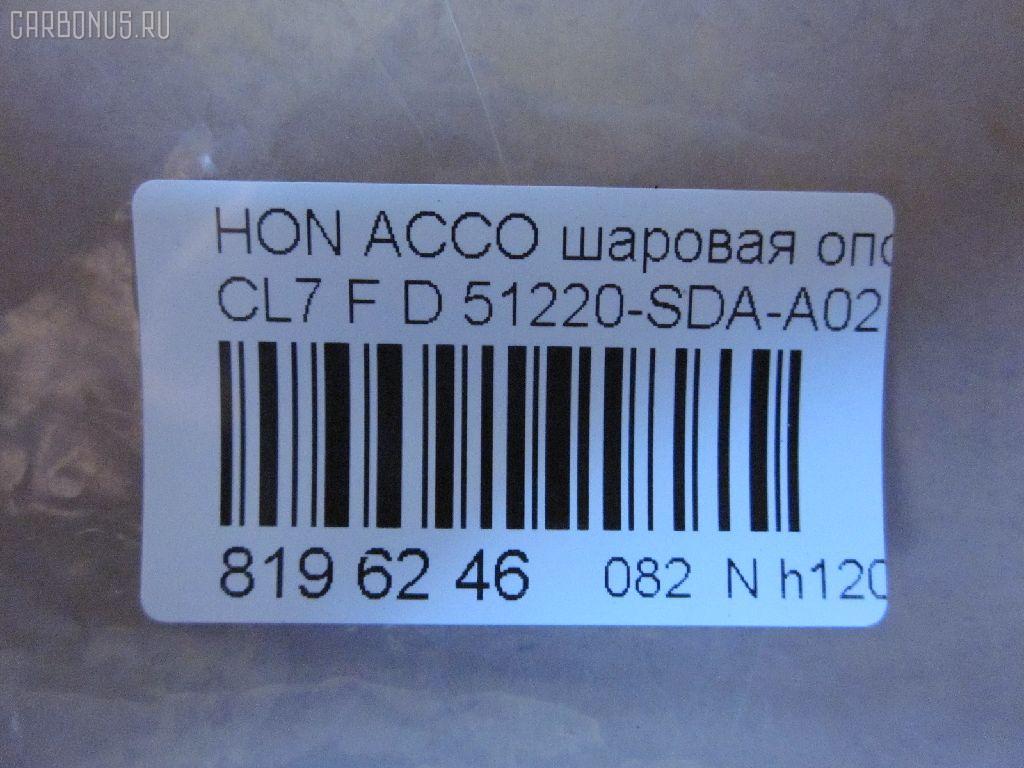 CARBONUS.RU
HON ACCO шаровая опо
CL7 F D 51220-SDA-A02
819 62 46 082 N h120